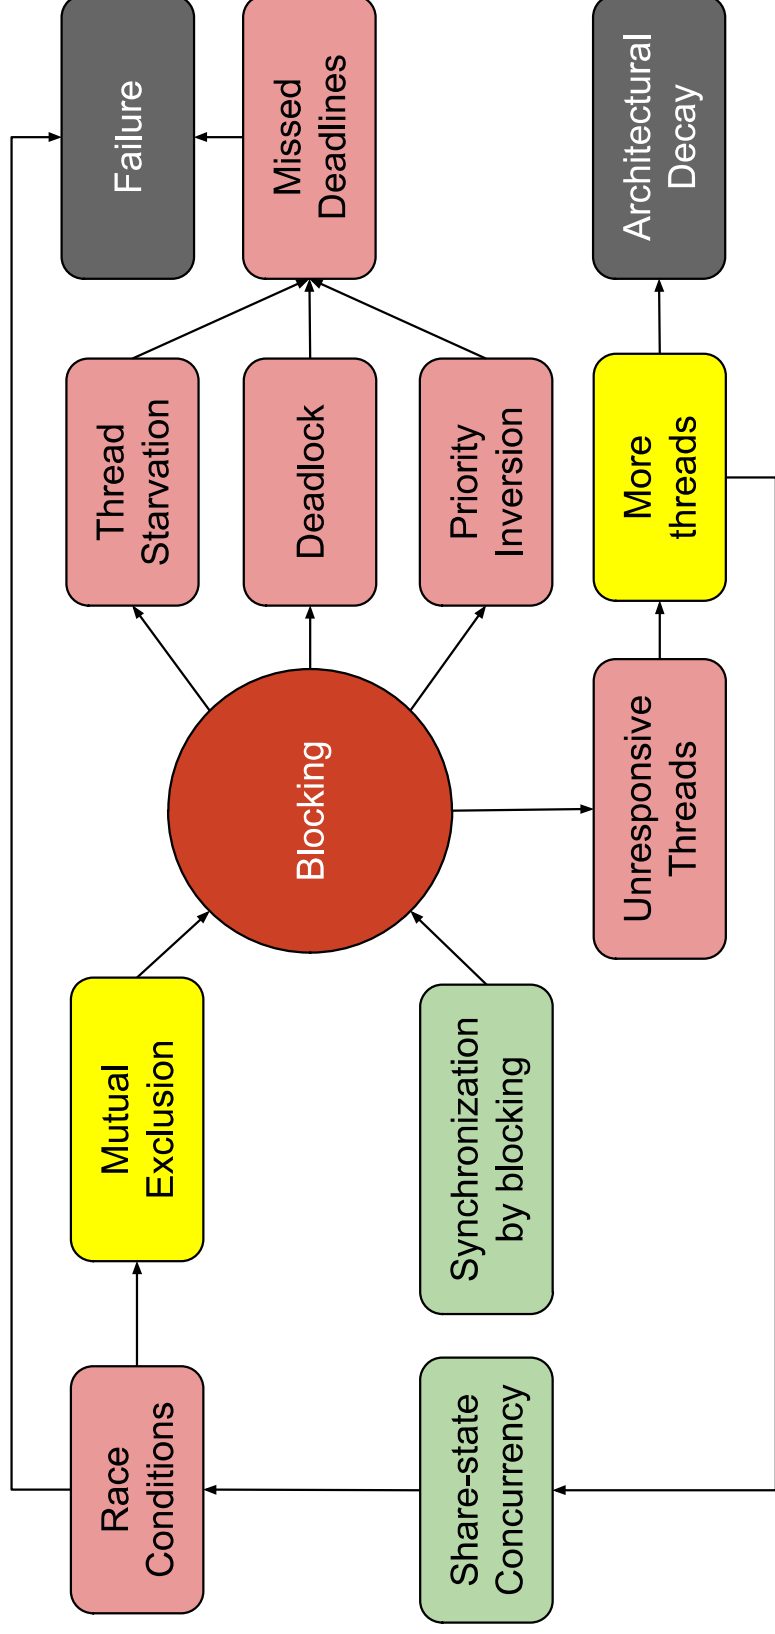 Race
Conditions
Mutual
Exclusion
Thread
Starvation
Failure
Blocking
Deadlock
Missed
Deadlines
Share-state
Concurrency
Synchronization
by blocking
Priority
Inversion
Unresponsive
Threads
More
threads
Architectural
Decay